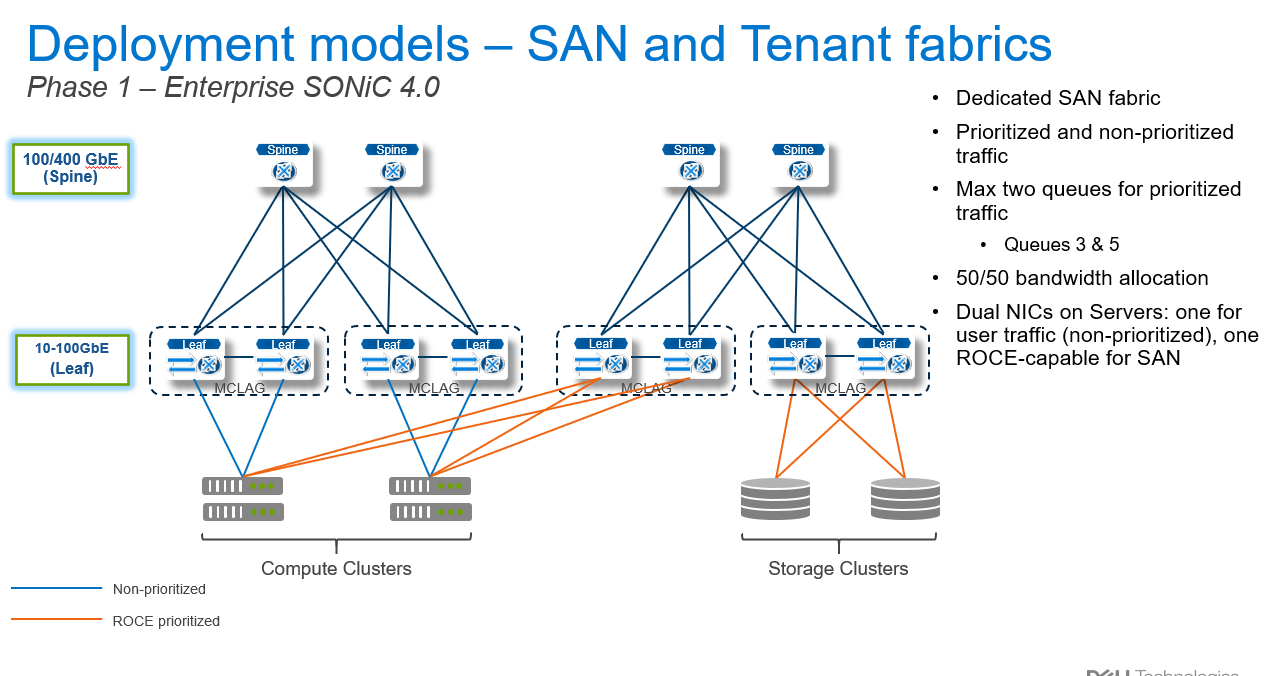 Deployment models – SAN and Tenant fabrics
Phase 1 – Enterprise SONiC 4.0
• Dedicated SAN fabric
• Prioritized and non-prioritized
traffic
• Max two queues for prioritized
traffic
• Queues 3 & 5
• 50/50 bandwidth allocation
• Dual NICs on Servers: one for
user traffic (non-prioritized), one
ROCE-capable for SAN
100/400 GbE
(Spine)
Spine
Spine
Spine
Spine
10-100GbE
(Leaf)
Leaf
Leaf
Leaf
Leaf
Leaf
Leaf
Leaf
Leaf
MCLAG
MCLAG
MCLAG
MCLAG
Compute Clusters
Storage Clusters
Non-prioritized
ROCE prioritized
DELL Technologies